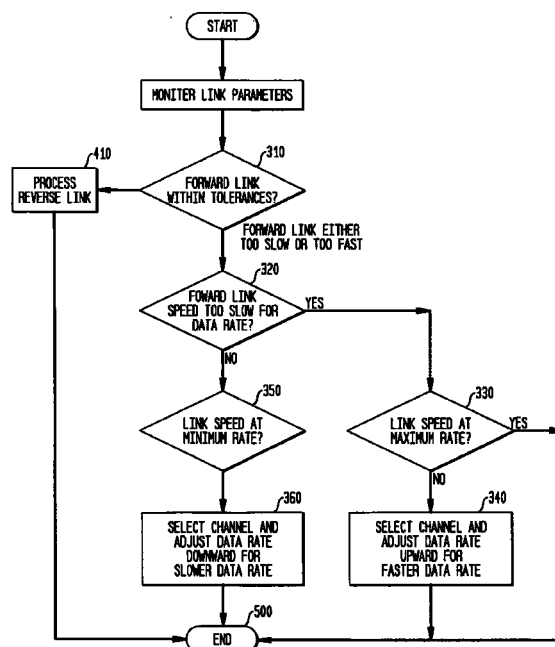 START
MONITER LINK PARAMETERS
410
310
PROCESS
REVERSE LINK
FORWARD LINK
WITHIN TOLERANCES?
FORWARD LINK EITHER
TOO SLOW OR TOO FAST
320
FOWARD LINK
SPEED TOO SLOW FOR
DATA RATE?
YES
NO
350
330
LINK SPEED AT
MINIMUM RATE?
LINK SPEED AT
MAXIMUM RATE?
YES
NO
360
340
SELECT CHANNEL AND
ADJUST DATA RATE
DOWNWARD FOR
SLOWER DATA RATE
SELECT CHANNEL AND
ADJUST DATA RATE
UPWARD FOR
FASTER DATA RATE
500
END